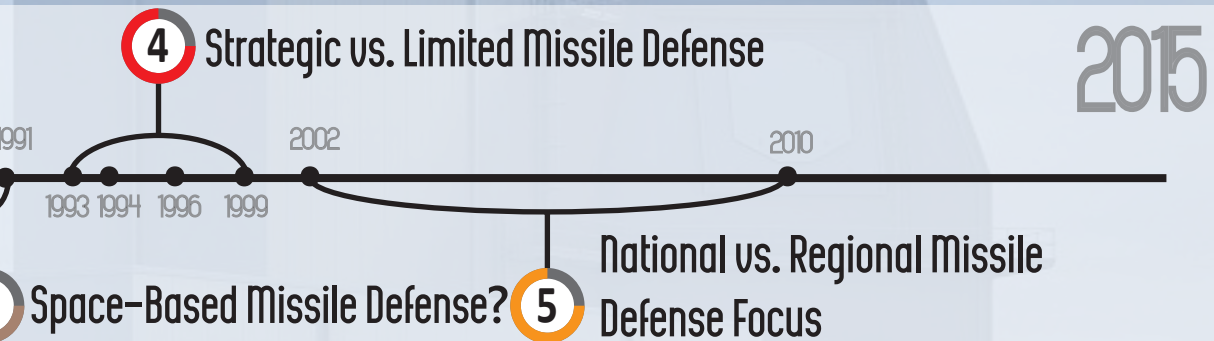 4 Strategic vs. Limited Missile Defense
2015
1991 2002 2010
1993 1994 1996 1999
Space-Based Missile Defense?
5 National vs. Regional Missile
Defense Focus